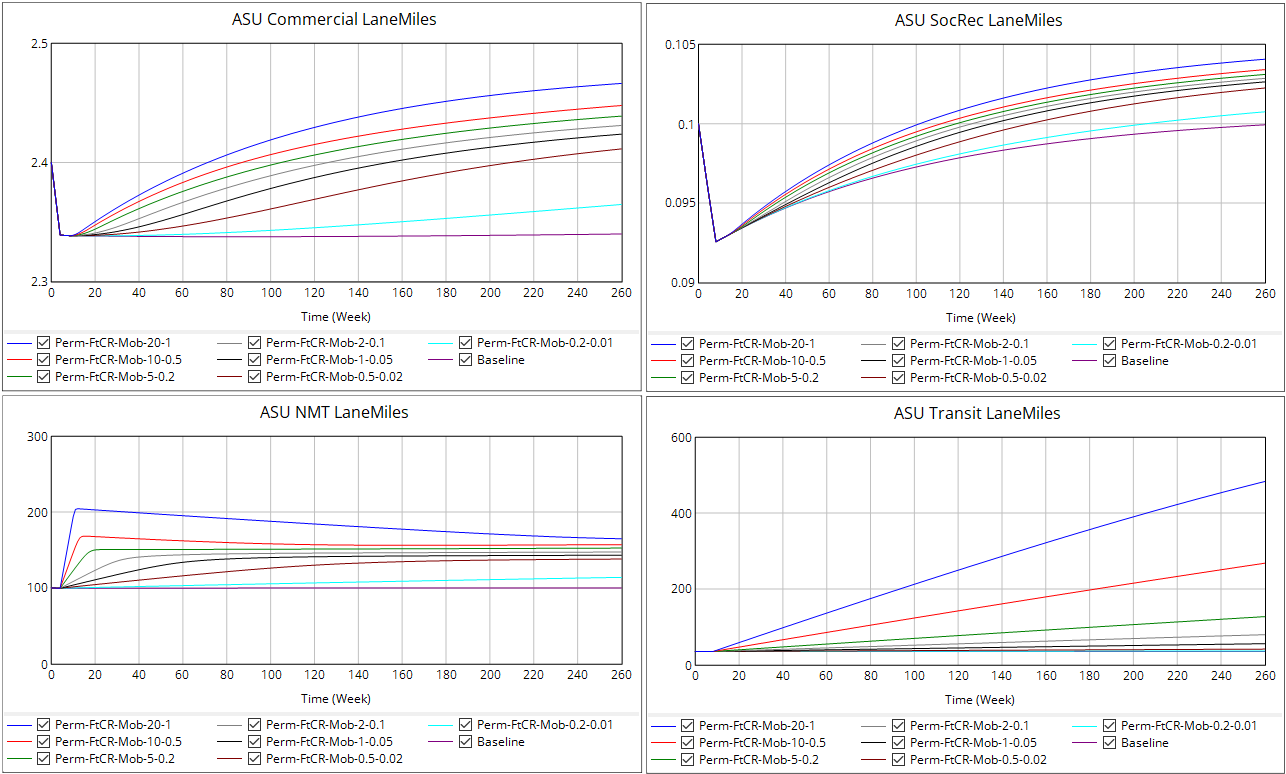 ASU Commercial LaneMiles
2.5
2.4
2.3
0 20 40 60 80 100 120 140 160 180 200 220 240 260
Time (Week)
Perm-FtCR-Mob-20-1 Perm-FtCR-Mob-2-0.1 Perm-FtCR-Mob-0.2-0.01
Perm-FtCR-Mob-10-0.5 Perm-FtCR-Mob-1-0.05 Baseline
Perm-FtCR-Mob-5-0.2 Perm-FtCR-Mob-0.5-0.02
ASU SocRec LaneMiles
0.105
0.1
0.095
0.09
0 20 40 60 80 100 120 140 160 180 200 220 240 260
Time (Week)
Perm-FtCR-Mob-20-1 Perm-FtCR-Mob-2-0.1 Perm-FtCR-Mob-0.2-0.01
Perm-FtCR-Mob-10-0.5 Perm-FtCR-Mob-1-0.05 Baseline
Perm-FtCR-Mob-5-0.2 Perm-FtCR-Mob-0.5-0.02
ASU NMT LaneMiles
300
200
100
0
0 20 40 60 80 100 120 140 160 180 200 220 240 260
Time (Week)
Perm-FtCR-Mob-20-1 Perm-FtCR-Mob-2-0.1 Perm-FtCR-Mob-0.2-0.01
Perm-FtCR-Mob-10-0.5 Perm-FtCR-Mob-1-0.05 Baseline
Perm-FtCR-Mob-5-0.2 Perm-FtCR-Mob-0.5-0.02
ASU Transit LaneMiles
600
400
200
0
0 20 40 60 80 100 120 140 160 180 200 220 240 260
Time (Week)
Perm-FtCR-Mob-20-1 Perm-FtCR-Mob-2-0.1 Perm-FtCR-Mob-0.2-0.01
Perm-FtCR-Mob-10-0.5 Perm-FtCR-Mob-1-0.05 Baseline
Perm-FtCR-Mob-5-0.2 Perm-FtCR-Mob-0.5-0.02